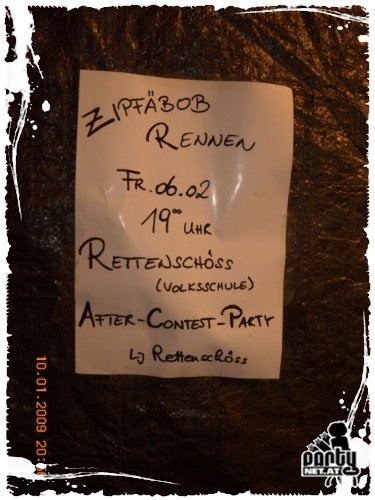 ZIPFÄBOB
RENNEN
FR. 06.02
19⁰⁰ UHR
RETTENSCHÖSS
(VOLKSSCHULE)
AFTER-CONTEST-PARTY
Lj Rettenschöss
10.01.2009 20:
party
NET.AT